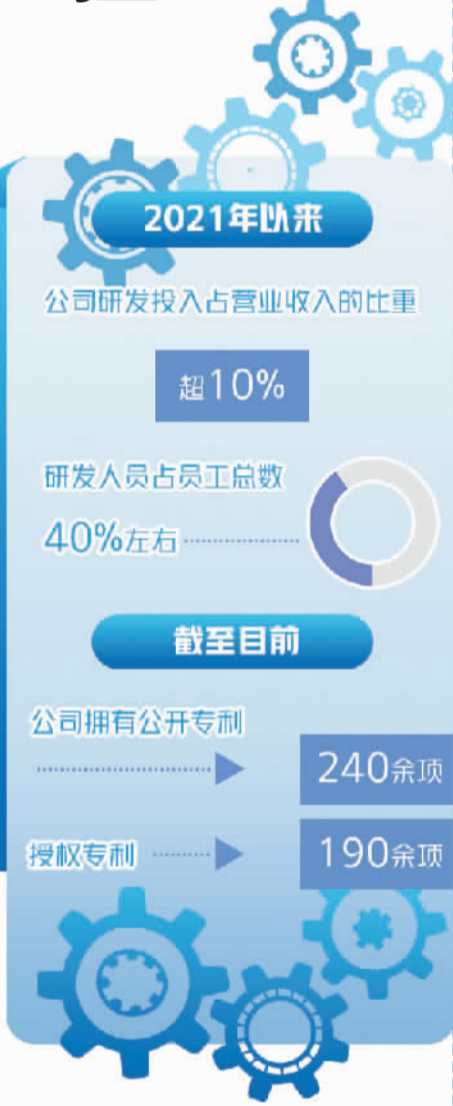 2021年以来
公司研发投入占营业收入的比重
超10%
研发人员占员工总数
40%左右
截至目前
公司拥有公开专利
240余项
授权专利
190余项